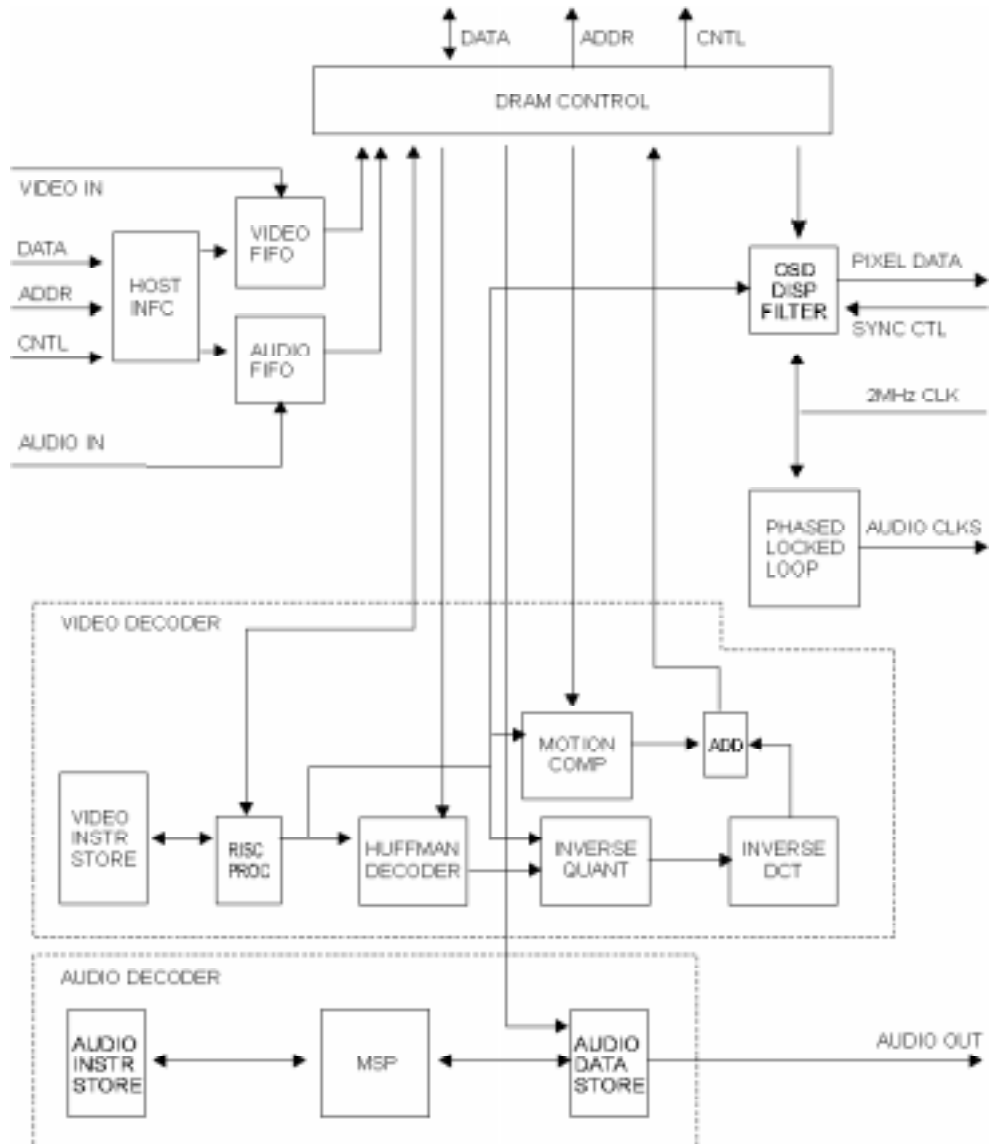 DATA
ADDR
CNTL
DRAM CONTROL
VIDEO IN
DATA
ADDR
CNTL
HOST
INFC
VIDEO
FIFO
AUDIO
FIFO
AUDIO IN
OSD
DISP
FILTER
PIXEL DATA
SYNC CTL
2MHz CLK
PHASED
LOCKED
LOOP
AUDIO CLKS
VIDEO DECODER
MOTION
COMP
ADD
VIDEO
INSTR
STORE
RISC
PROC
HUFFMAN
DECODER
INVERSE
QUANT
INVERSE
DCT
AUDIO DECODER
AUDIO
INSTR
STORE
MSP
AUDIO
DATA
STORE
AUDIO OUT